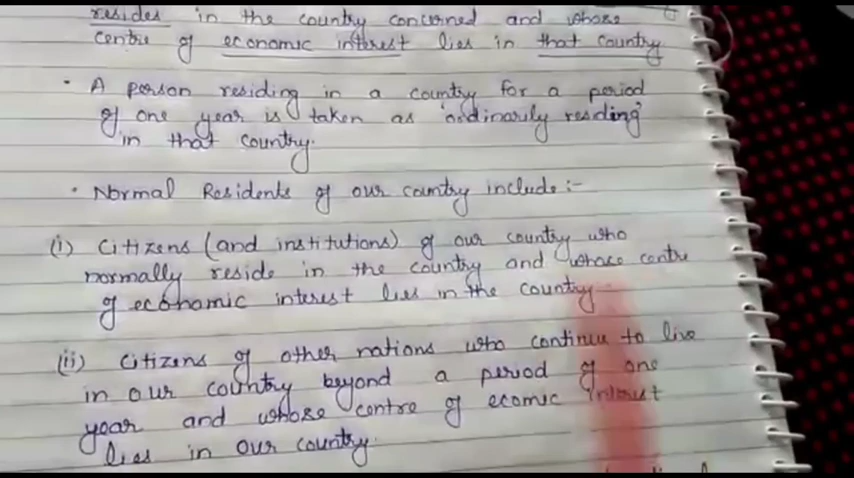 resides in the country concerned and whose
centre of economic interest lies in that country
· A person residing in a country for a period
of one year is taken as 'ordinarily residing'
in that country.
· Normal Residents of our country include :-
(i) Citizens (and institutions) of our country who
normally reside in the country and whose centre
of economic interest lies in the country
(ii) Citizens of other nations who continue to live
in our country beyond a period of one
year and whose centre of ecomic interest
lies in our country.